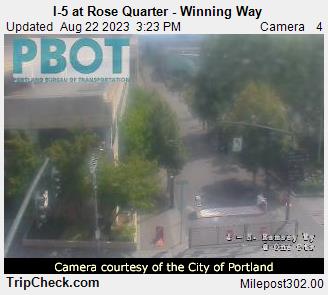 I-5 at Rose Quarter - Winning Way
Updated Aug 22 2023 3:23 PM Camera 4
PBOT
PORTLAND BUREAU OF TRANSPORTATION
Camera courtesy of the City of Portland
TripCheck.com Milepost302.00